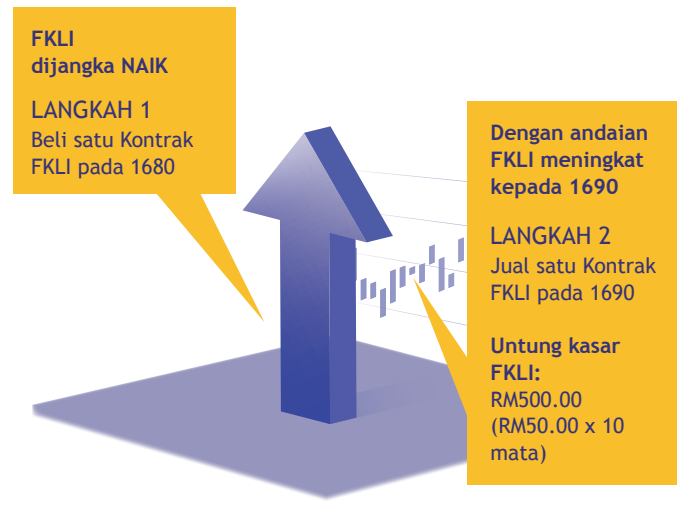 FKLI
dijangka NAIK
LANGKAH 1
Beli satu Kontrak
FKLI pada 1680
Dengan andaian
FKLI meningkat
kepada 1690
LANGKAH 2
Jual satu Kontrak
FKLI pada 1690
Untung kasar
FKLI:
RM500.00
(RM50.00 x 10
mata)